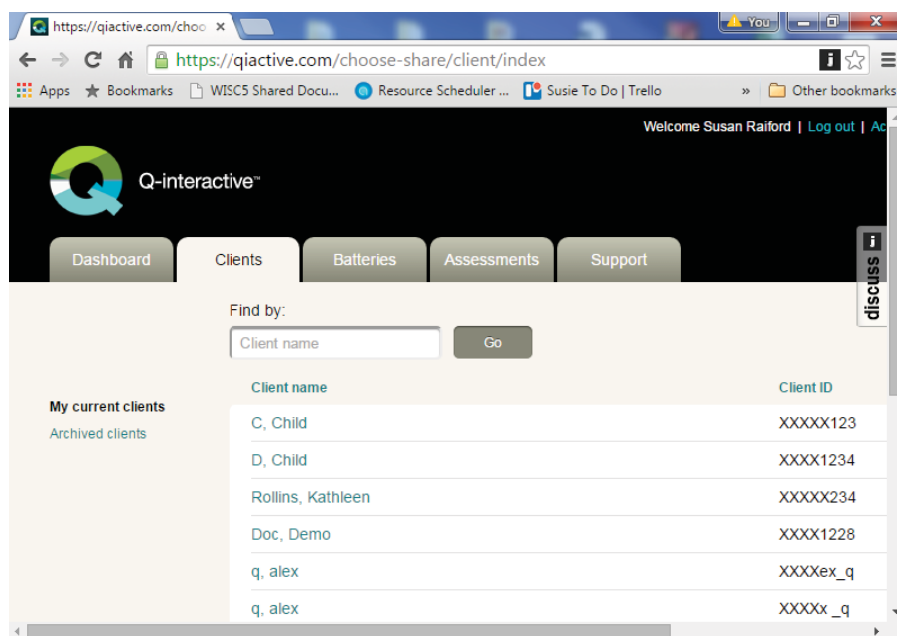 https://qiactive.com/choo
You
https://qiactive.com/choose-share/client/index
Apps Bookmarks WISC5 Shared Docu... Resource Scheduler ... Susie To Do | Trello » Other bookmarks
Welcome Susan Raiford | Log out | Ac
Q-interactive™
Dashboard Clients Batteries Assessments Support
discuss
Find by:
Client name Go
Client name Client ID
My current clients
Archived clients
C, Child XXXXX123
D, Child XXXX1234
Rollins, Kathleen XXXXX234
Doc, Demo XXXX1228
q, alex XXXXex_q
q, alex XXXXx _q